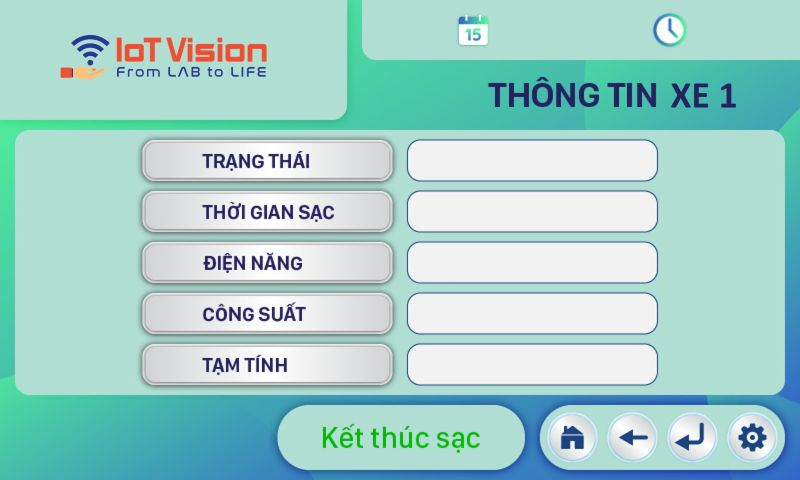 IoT Vision
From LAB to LIFE
15
THÔNG TIN XE 1
TRẠNG THÁI
THỜI GIAN SẠC
ĐIỆN NĂNG
CÔNG SUẤT
TẠM TÍNH
Kết thúc sạc